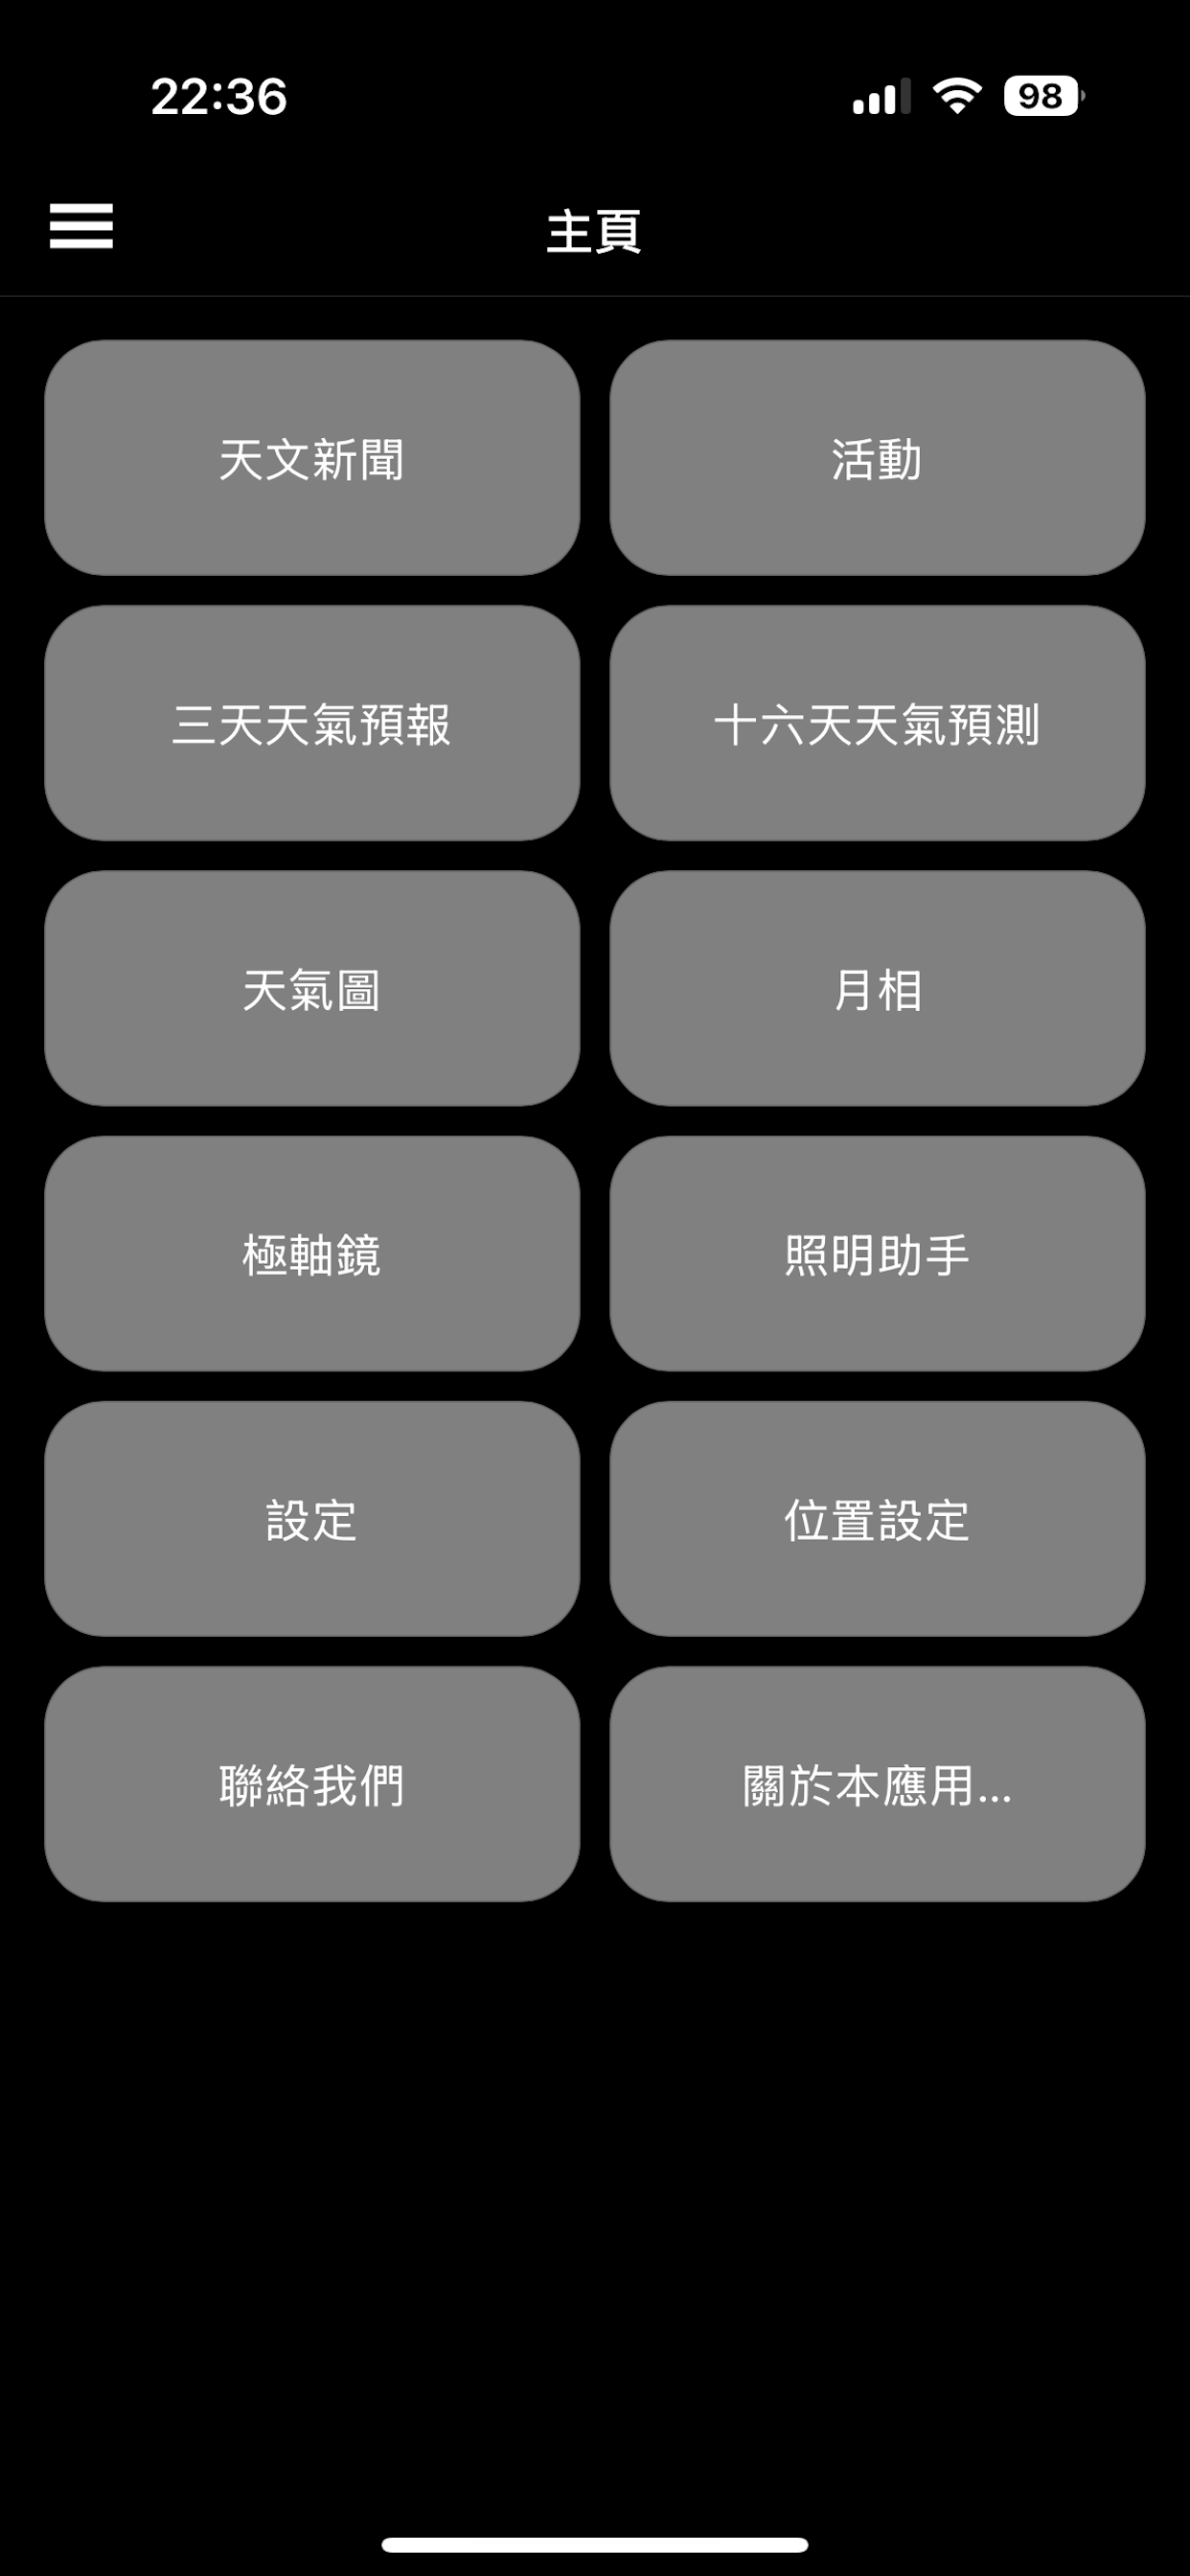 22:36
98
主頁
天文新聞
活動
三天天氣預報
十六天天氣預測
天氣圖
月相
極軸鏡
照明助手
設定
位置設定
聯絡我們
關於本應用...